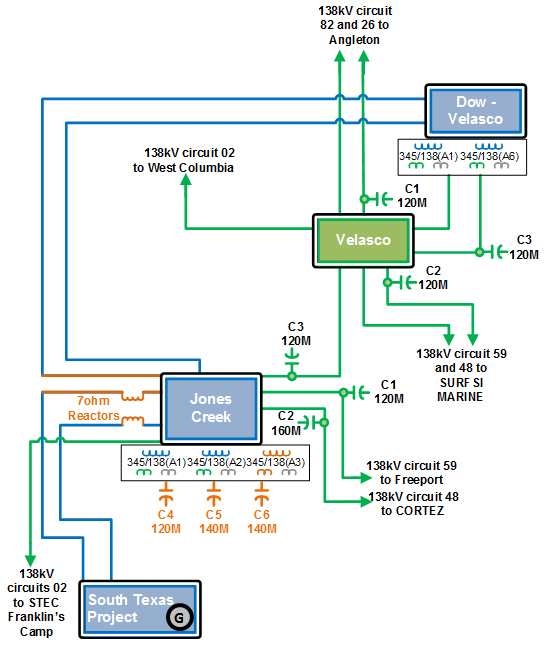 138kV circuit
82 and 26 to
Angleton
Dow -
Velasco
345/138(A1) 345/138(A6)
138kV circuit 02
to West Columbia
C1
120M
Velasco
C3
120M
C2
120M
C3
120M
138kV circuit 59
and 48 to
SURFSI
MARINE
7ohm
Reactors
Jones
Creek
C1
120M
C2
160M
345/138(A1) 345/138(A2) 345/138(A3)
138kV circuit 59
to Freeport
138kV circuit 48
to CORTEZ
C4
120M
C5
140M
C6
140M
138kV
circuits 02
to STEC
Franklin's
Camp
South Texas
Project
G